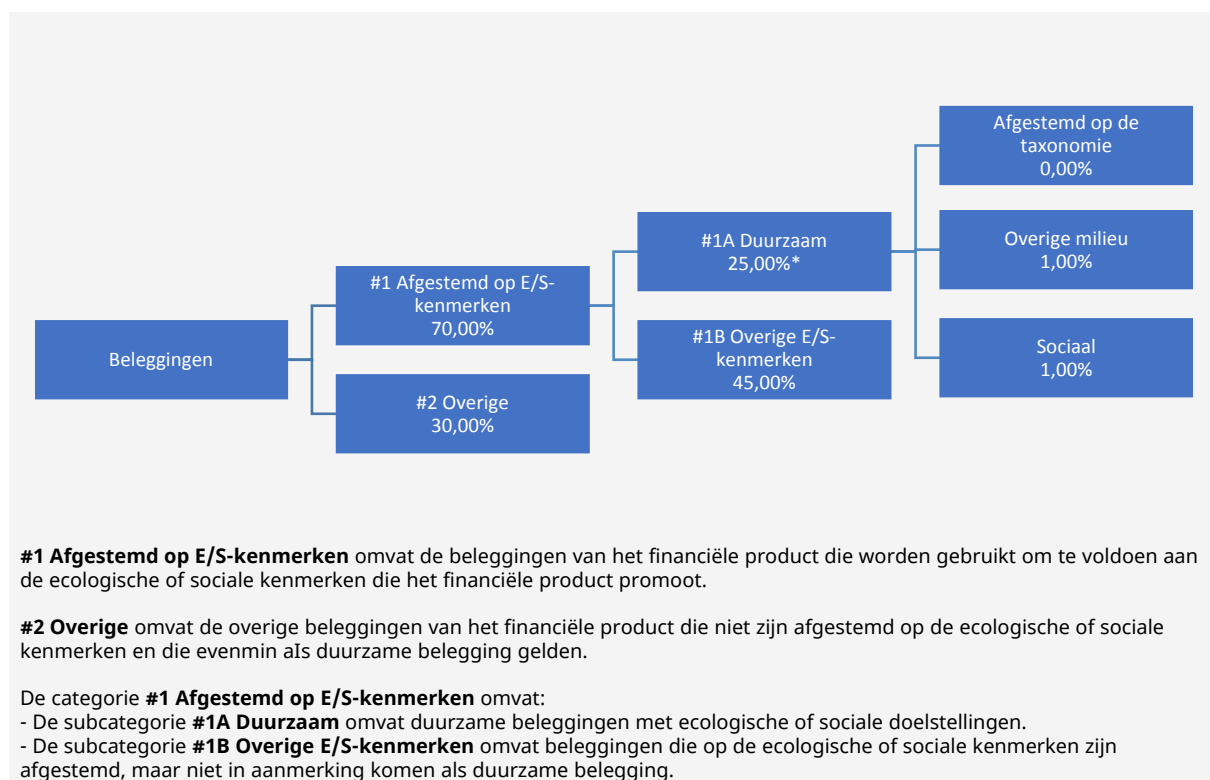 Afgestemd op de
taxonomie
0,00%
#1A Duurzaam
25,00%*
Overige milieu
1,00%
#1 Afgestemd op E/S-
kenmerken
70,00%
Beleggingen
#1B Overige E/S-
kenmerken
45,00%
Sociaal
1,00%
#2 Overige
30,00%
#1 Afgestemd op E/S-kenmerken omvat de beleggingen van het financiële product die worden gebruikt om te voldoen aan
de ecologische of sociale kenmerken die het financiële product promoot.
#2 Overige omvat de overige beleggingen van het financiële product die niet zijn afgestemd op de ecologische of sociale
kenmerken en die evenmin aIs duurzame belegging gelden.
De categorie #1 Afgestemd op E/S-kenmerken omvat:
- De subcategorie #1A Duurzaam omvat duurzame beleggingen met ecologische of sociale doelstellingen.
- De subcategorie #1B Overige E/S-kenmerken omvat beleggingen die op de ecologische of sociale kenmerken zijn
afgestemd, maar niet in aanmerking komen als duurzame belegging.